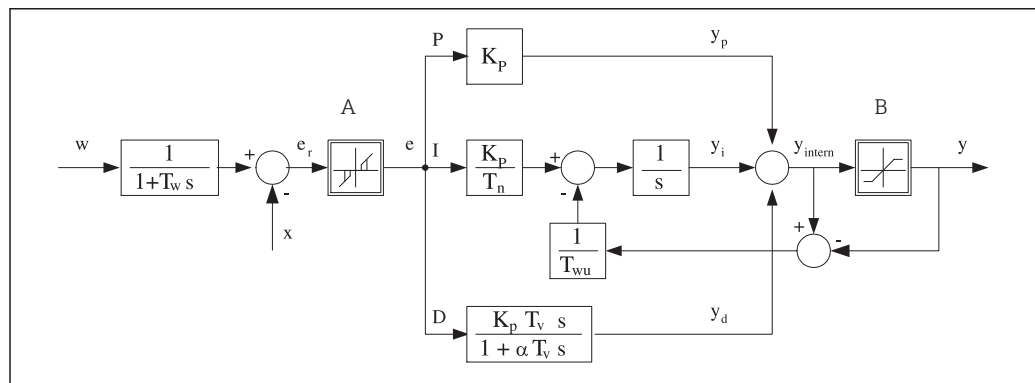 P
K_P
y_p
A
B
w
1
1+T_w s
+
-
x
e_r
e
I
K_P
T_n
+
-
1
s
y_i
y_intern
y
1
T_wu
+
-
D
K_p T_v s
1 + α T_v s
y_d